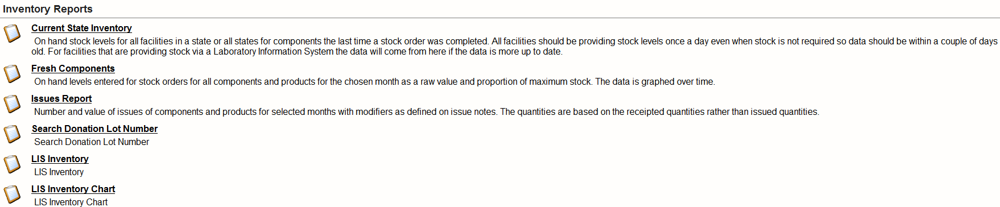 Inventory Reports
Current State Inventory
On hand stock levels for all facilities in a state or all states for components the last time a stock order was completed. All facilities should be providing stock levels once a day even when stock is not required so data should be within a couple of days
old. For facilities that are providing stock via a Laboratory Information System the data will come from here if the data is more up to date.
Fresh Components
On hand levels entered for stock orders for all components and products for the chosen month as a raw value and proportion of maximum stock. The data is graphed over time.
Issues Report
Number and value of issues of components and products for selected months with modifiers as defined on issue notes. The quantities are based on the receipted quantities rather than issued quantities.
Search Donation Lot Number
Search Donation Lot Number
LIS Inventory
LIS Inventory
LIS Inventory Chart
LIS Inventory Chart